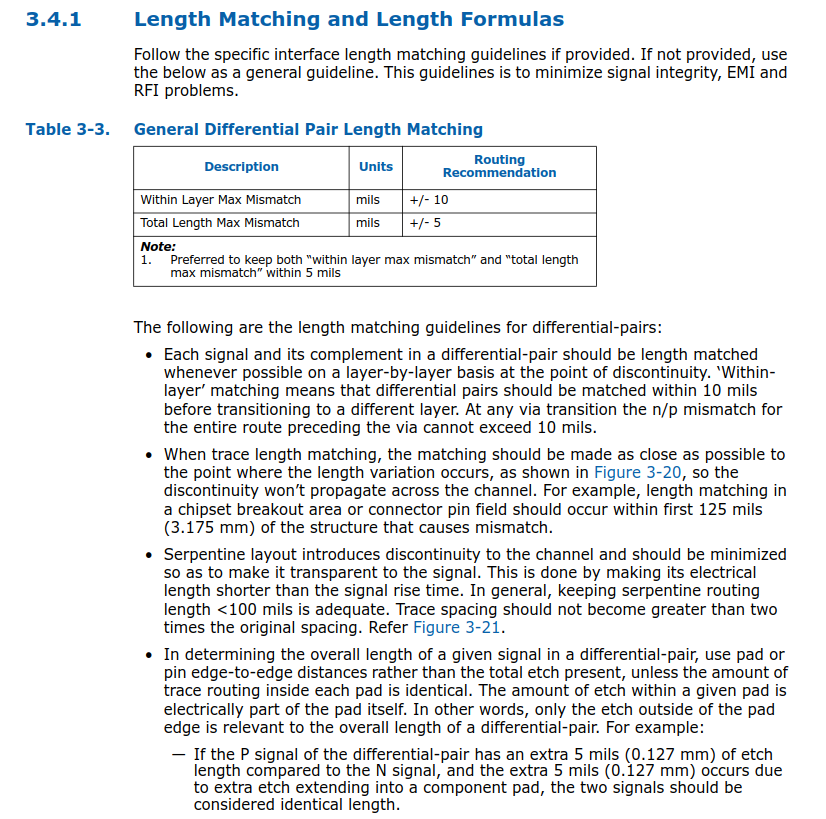 3.4.1 Length Matching and Length Formulas
Follow the specific interface length matching guidelines if provided. If not provided, use
the below as a general guideline. This guidelines is to minimize signal integrity, EMI and
RFI problems.
Table 3-3. General Differential Pair Length Matching
Description Units Routing
Recommendation
Within Layer Max Mismatch mils +/- 10
Total Length Max Mismatch mils +/- 5
Note:
1. Preferred to keep both “within layer max mismatch” and “total length
max mismatch” within 5 mils
The following are the length matching guidelines for differential-pairs:
• Each signal and its complement in a differential-pair should be length matched
whenever possible on a layer-by-layer basis at the point of discontinuity. ‘Within-
layer’ matching means that differential pairs should be matched within 10 mils
before transitioning to a different layer. At any via transition the n/p mismatch for
the entire route preceding the via cannot exceed 10 mils.
• When trace length matching, the matching should be made as close as possible to
the point where the length variation occurs, as shown in Figure 3-20, so the
discontinuity won’t propagate across the channel. For example, length matching in
a chipset breakout area or connector pin field should occur within first 125 mils
(3.175 mm) of the structure that causes mismatch.
• Serpentine layout introduces discontinuity to the channel and should be minimized
so as to make it transparent to the signal. This is done by making its electrical
length shorter than the signal rise time. In general, keeping serpentine routing
length <100 mils is adequate. Trace spacing should not become greater than two
times the original spacing. Refer Figure 3-21.
• In determining the overall length of a given signal in a differential-pair, use pad or
pin edge-to-edge distances rather than the total etch present, unless the amount of
trace routing inside each pad is identical. The amount of etch within a given pad is
electrically part of the pad itself. In other words, only the etch outside of the pad
edge is relevant to the overall length of a differential-pair. For example:
— If the P signal of the differential-pair has an extra 5 mils (0.127 mm) of etch
length compared to the N signal, and the extra 5 mils (0.127 mm) occurs due
to extra etch extending into a component pad, the two signals should be
considered identical length.